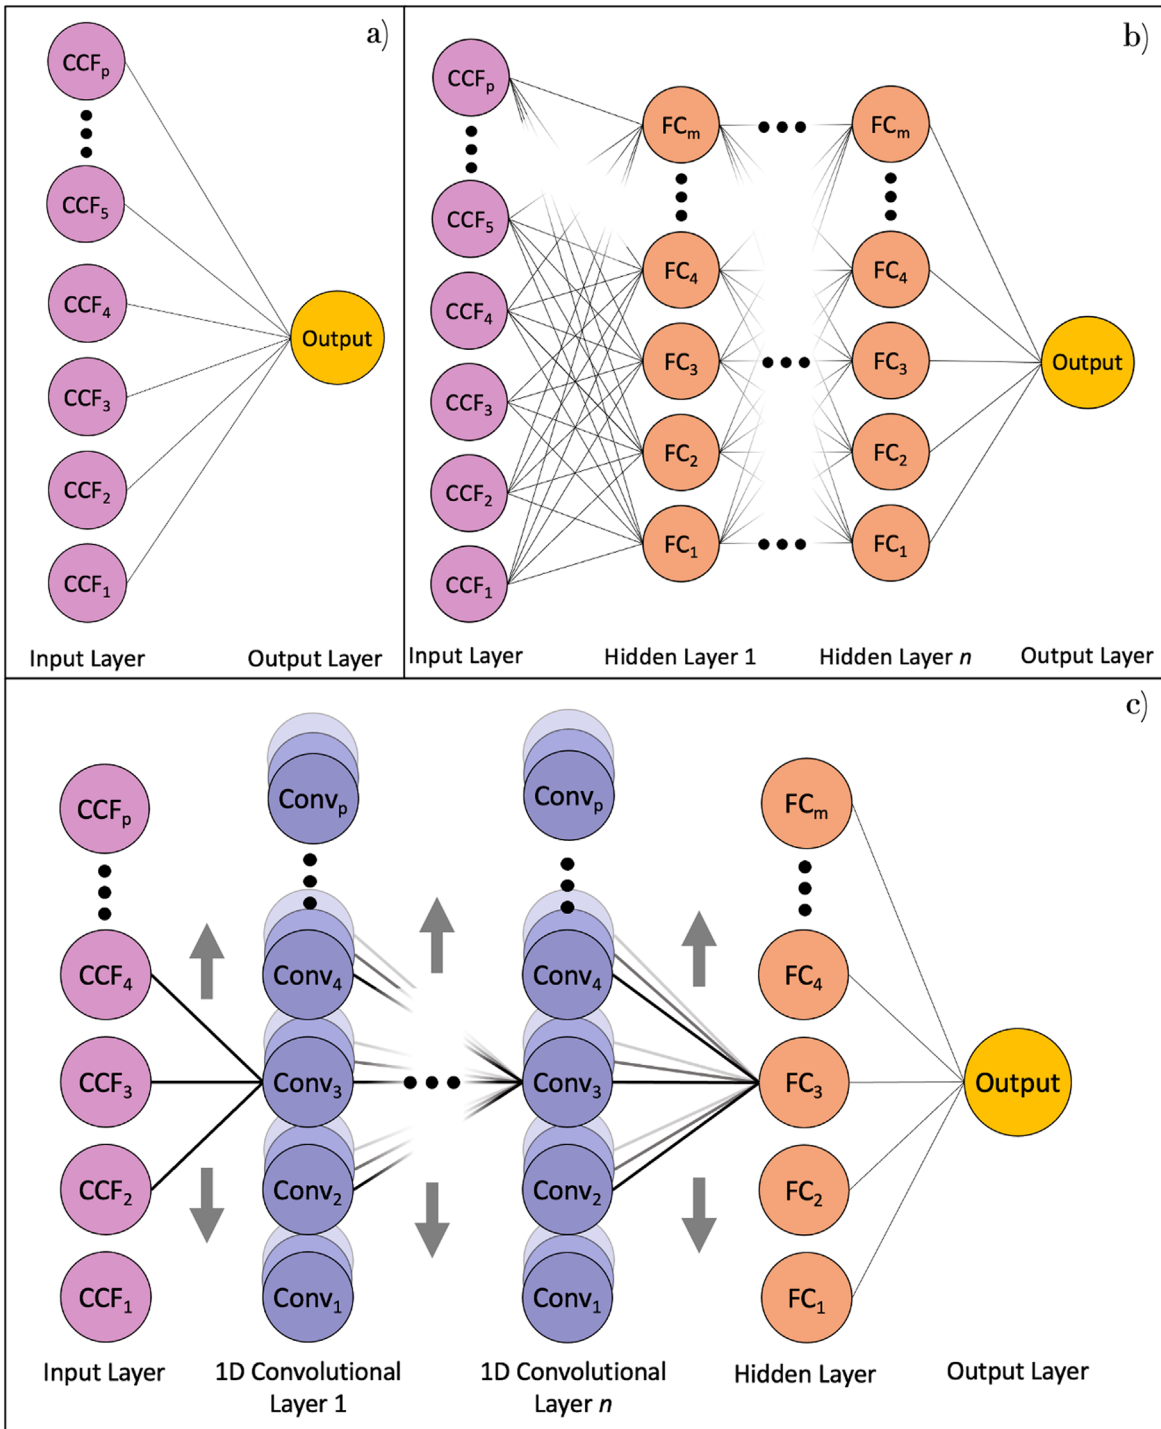 a)
CCFp
CCF5
CCF4
CCF3
CCF2
CCF1
Output
Input Layer
Output Layer
b)
CCFp
CCF5
CCF4
CCF3
CCF2
CCF1
FCm
FC4
FC3
FC2
FC1
FCm
FC4
FC3
FC2
FC1
Output
Input Layer
Hidden Layer 1
Hidden Layer n
Output Layer
c)
CCFp
CCF4
CCF3
CCF2
CCF1
Convp
Conv4
Conv3
Conv2
Conv1
Convp
Conv4
Conv3
Conv2
Conv1
FCm
FC4
FC3
FC2
FC1
Output
Input Layer
1D Convolutional
Layer 1
1D Convolutional
Layer n
Hidden Layer
Output Layer